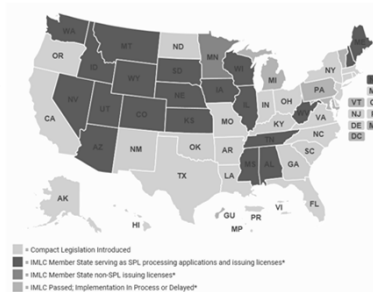 WA
MT
ND
OR
ID
SD
MN
WI
MI
NY
WY
NE
IA
PA
NV
UT
CO
KS
IL
IN
OH
WV
VA
VT
NJ
DE
DC
CA
MO
KY
NC
AZ
NM
OK
AR
TN
SC
MS
AL
GA
TX
LA
FL
AK
HI
GU
PR
VI
MP
= Compact Legislation Introduced
= IMLC Member State serving as SPL processing applications and issuing licenses*
= IMLC Member State non-SPL issuing licenses*
= IMLC Passed; Implementation In Process or Delayed*